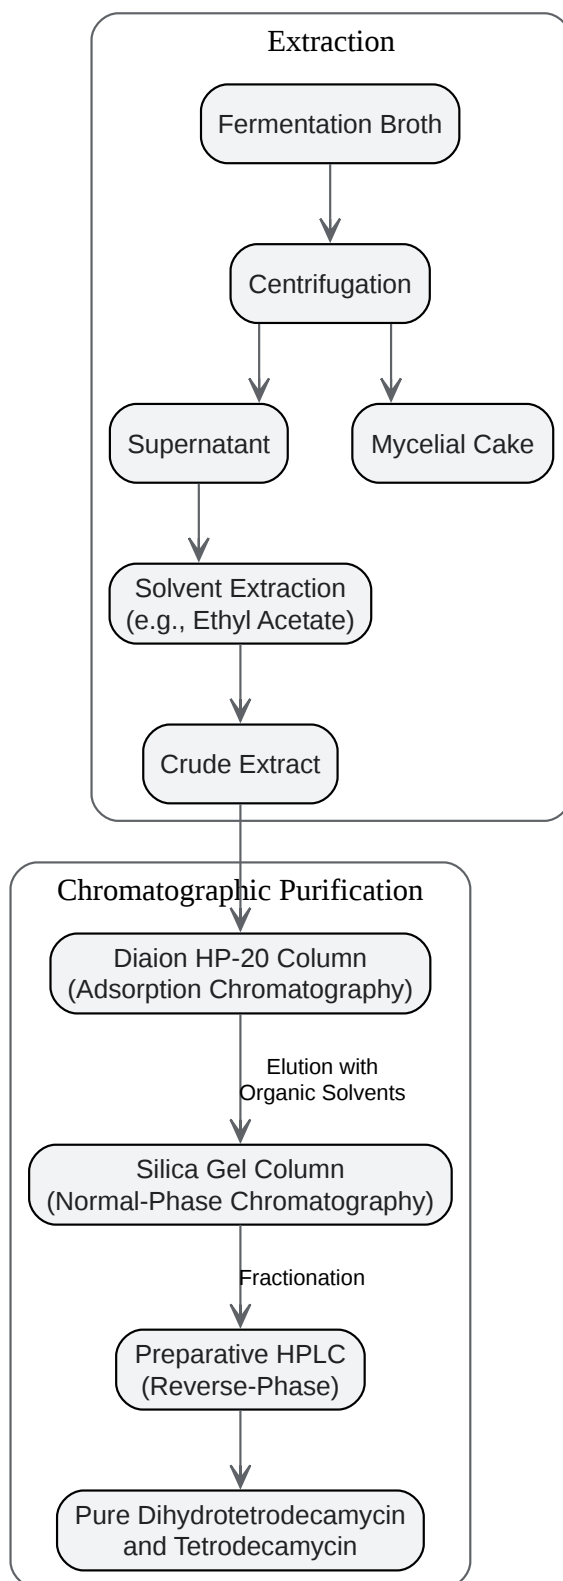 Extraction
Fermentation Broth
Centrifugation
Supernatant
Mycelial Cake
Solvent Extraction
(e.g., Ethyl Acetate)
Crude Extract
Chromatographic Purification
Diaion HP-20 Column
(Adsorption Chromatography)
Elution with
Organic Solvents
Silica Gel Column
(Normal-Phase Chromatography)
Fractionation
Preparative HPLC
(Reverse-Phase)
Pure Dihydrotetrodecamycin
and Tetrodecamycin